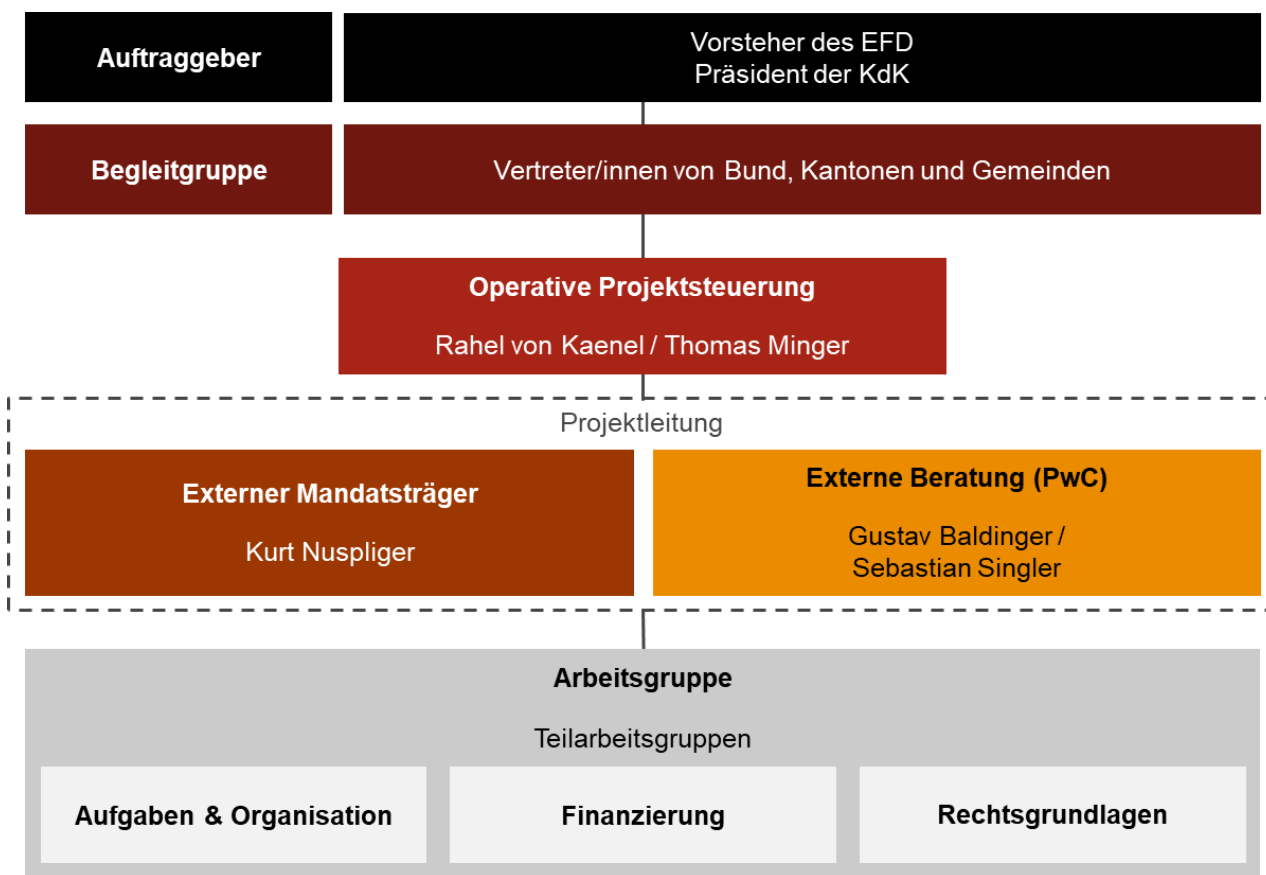 Auftraggeber
Vorsteher des EFD
Präsident der KdK
Begleitgruppe
Vertreter/innen von Bund, Kantonen und Gemeinden
Operative Projektsteuerung
Rahel von Kaenel / Thomas Minger
Projektleitung
Externer Mandatsträger
Kurt Nuspliger
Externe Beratung (PwC)
Gustav Baldinger /
Sebastian Singler
Arbeitsgruppe
Teilarbeitsgruppen
Aufgaben & Organisation
Finanzierung
Rechtsgrundlagen